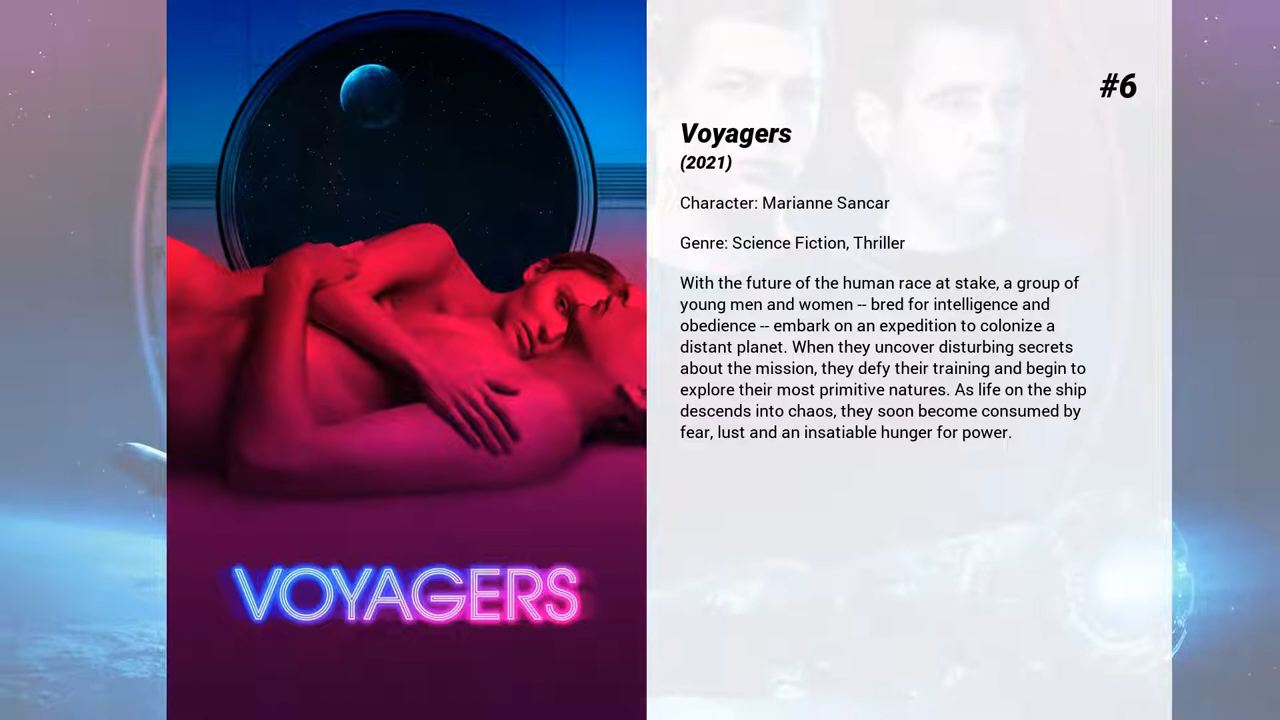 #6
Voyagers
(2021)
Character: Marianne Sancar
Genre: Science Fiction, Thriller
With the future of the human race at stake, a group of
young men and women -- bred for intelligence and
obedience -- embark on an expedition to colonize a
distant planet. When they uncover disturbing secrets
about the mission, they defy their training and begin to
explore their most primitive natures. As life on the ship
descends into chaos, they soon become consumed by
fear, lust and an insatiable hunger for power.
VOYAGERS